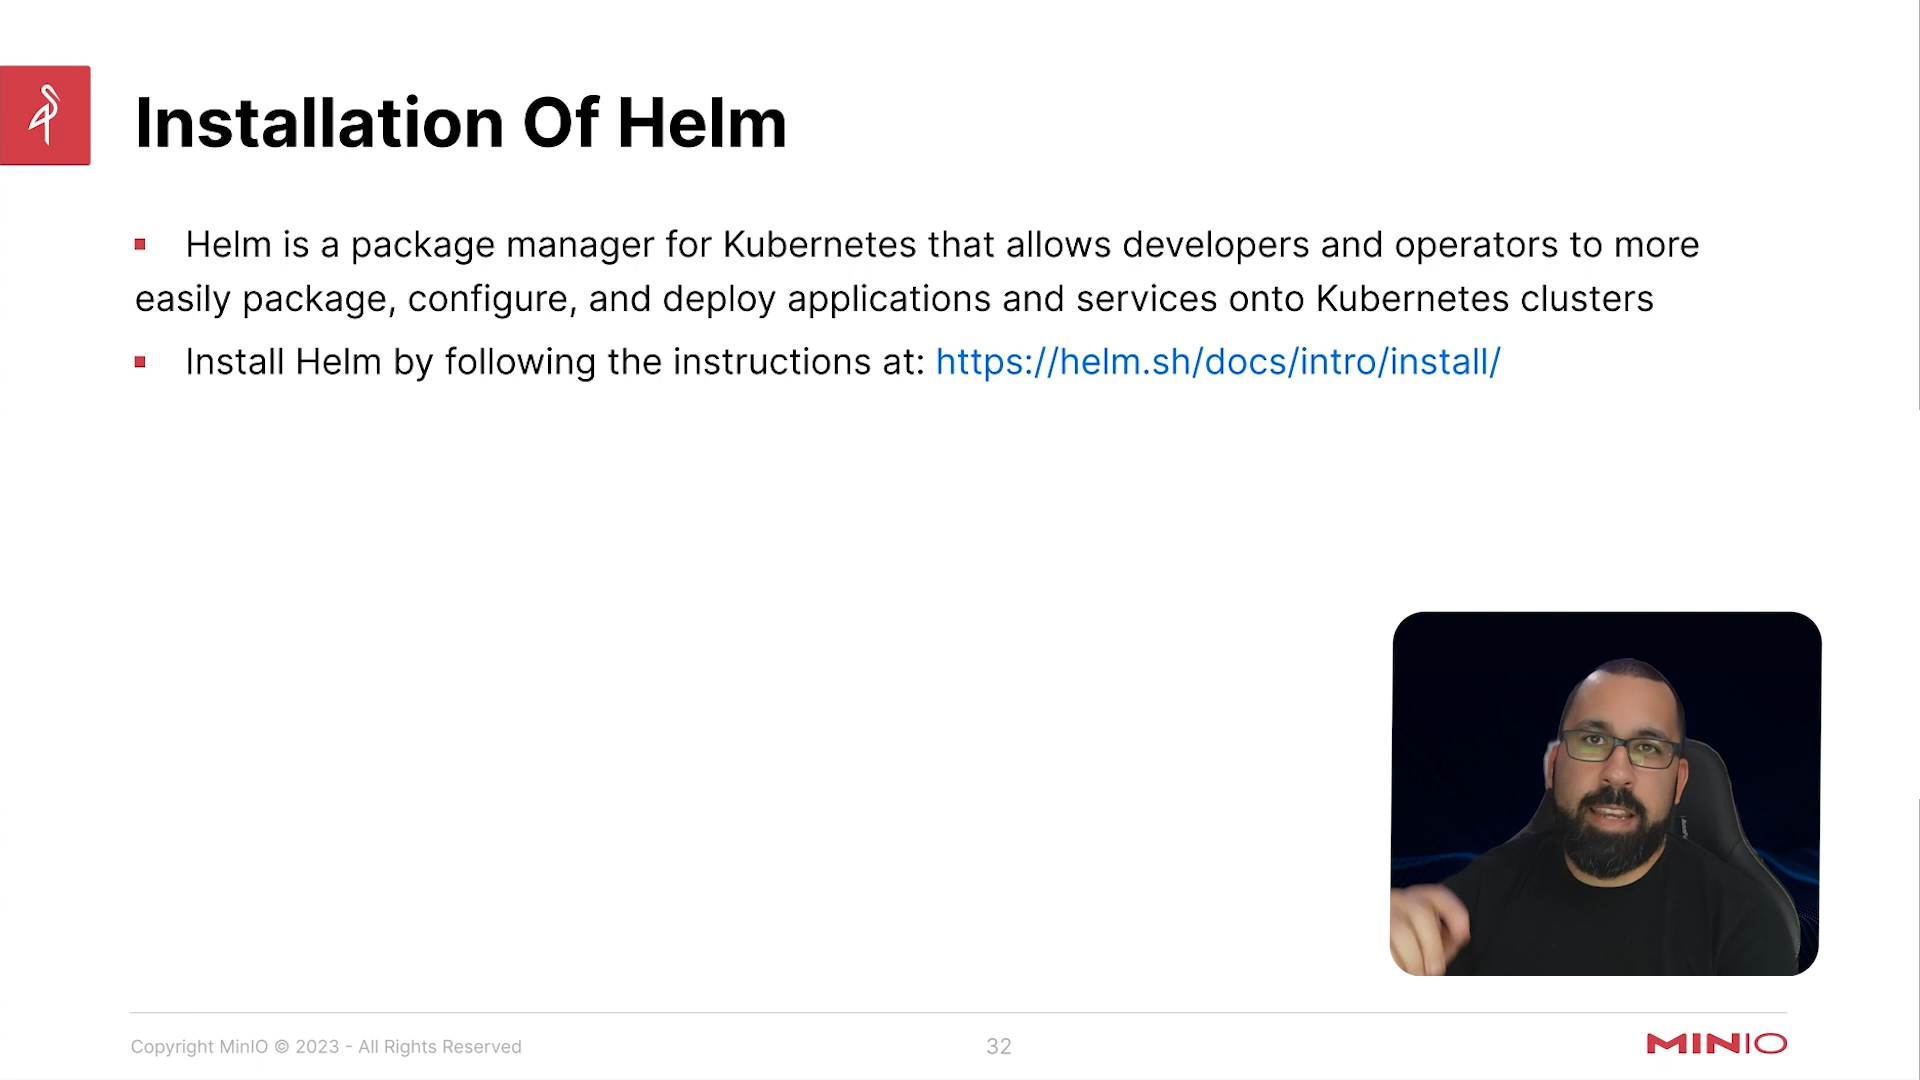 Installation Of Helm
Helm is a package manager for Kubernetes that allows developers and operators to more
easily package, configure, and deploy applications and services onto Kubernetes clusters
Install Helm by following the instructions at: https://helm.sh/docs/intro/install/
Copyright MinIO © 2023 - All Rights Reserved
32
MINIO